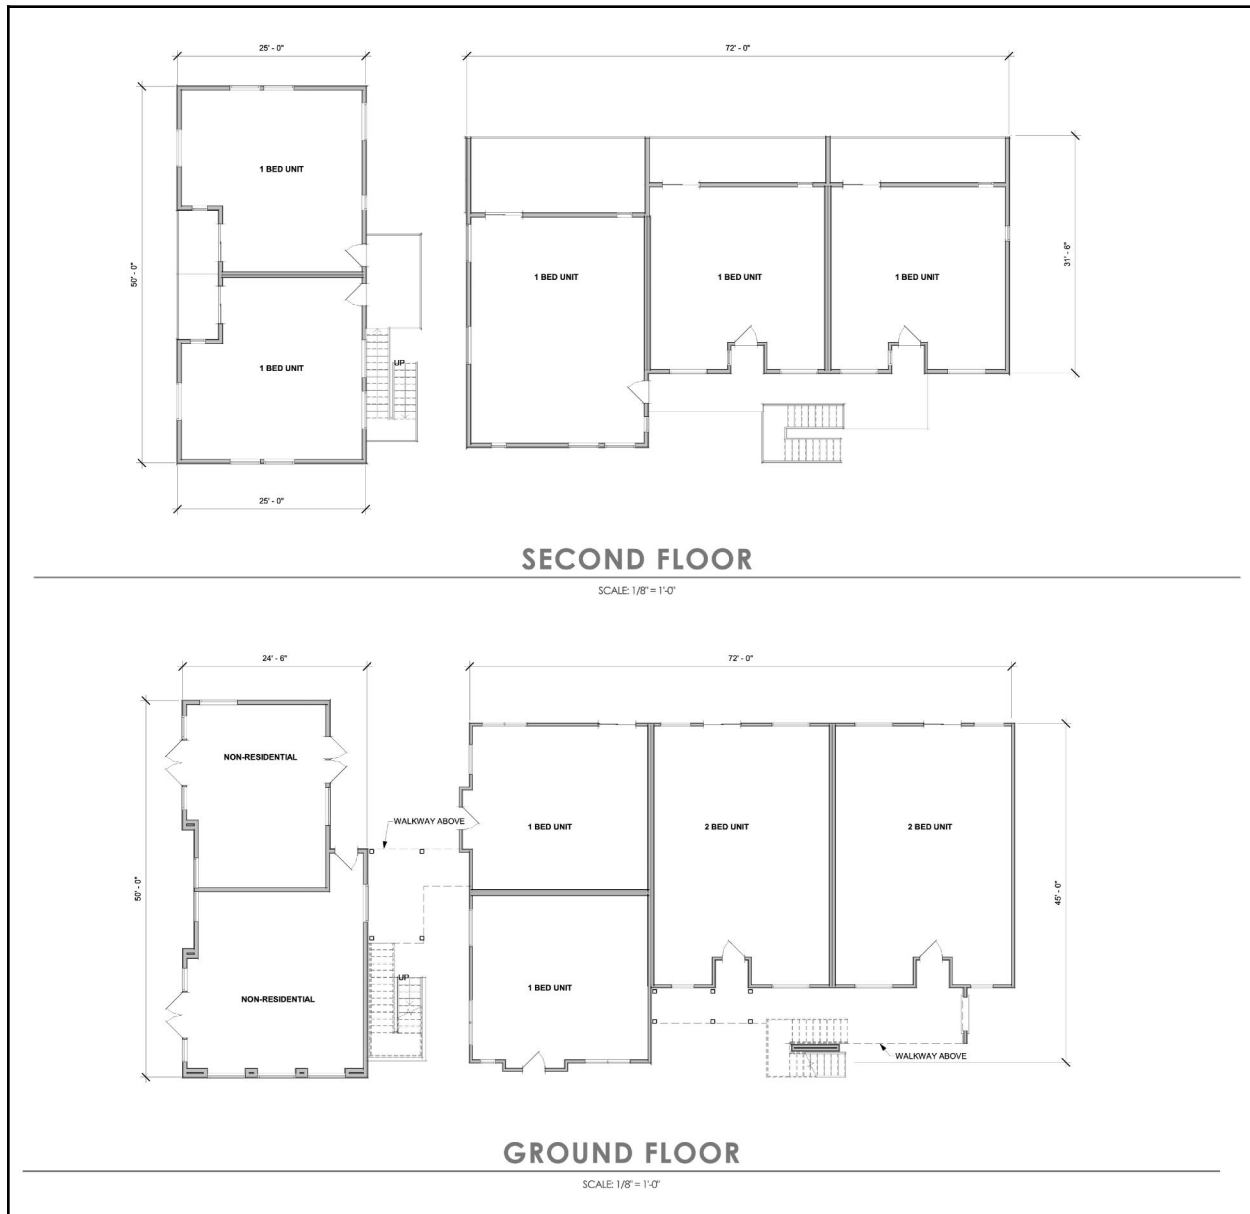 25' - 0"
72' - 0"
50' - 0"
1 BED UNIT
31' - 6"
1 BED UNIT
1 BED UNIT
1 BED UNIT
UP
1 BED UNIT
25' - 0"
SECOND FLOOR
SCALE: 1/8" = 1'-0"
24' - 6"
72' - 0"
NON-RESIDENTIAL
WALKWAY ABOVE
1 BED UNIT
2 BED UNIT
2 BED UNIT
50' - 0"
45' - 0"
UP
1 BED UNIT
NON-RESIDENTIAL
WALKWAY ABOVE
GROUND FLOOR
SCALE: 1/8" = 1'-0"